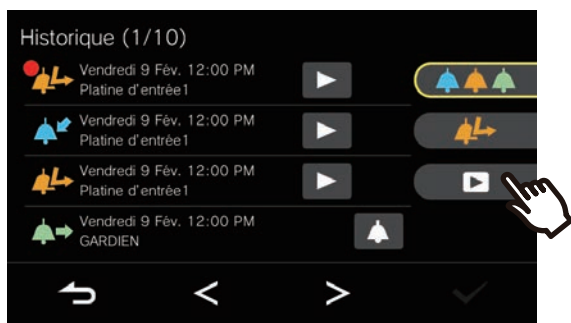 Historique (1/10)
Vendredi 9 Fév. 12:00 PM
Platine d'entrée1
Vendredi 9 Fév. 12:00 PM
Platine d'entrée1
Vendredi 9 Fév. 12:00 PM
Platine d'entrée1
Vendredi 9 Fév. 12:00 PM
GARDIEN